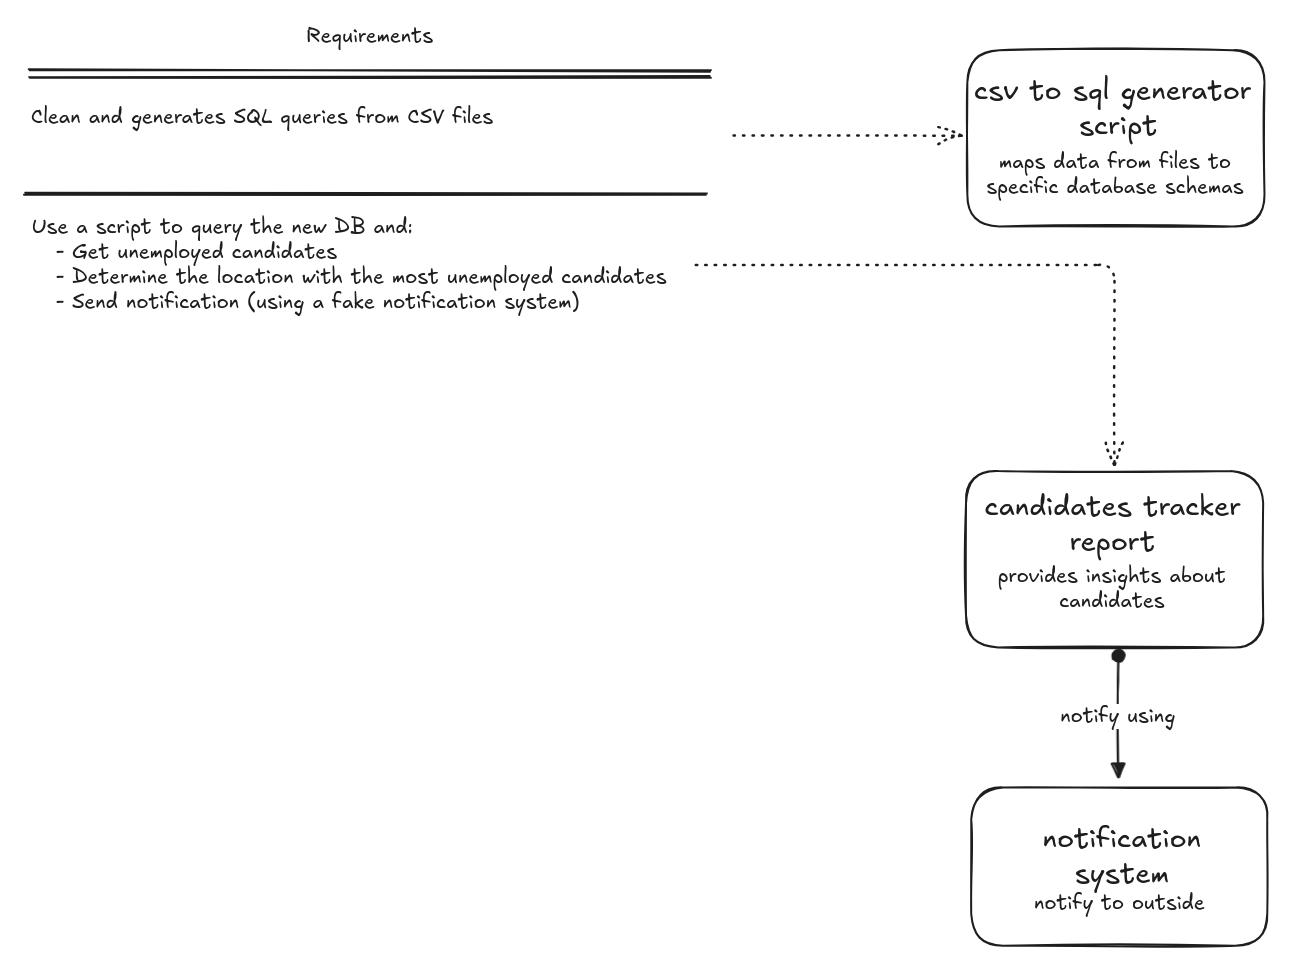 Requirements
Clean and generates SQL queries from CSV files
Use a script to query the new DB and:
- Get unemployed candidates
- Determine the location with the most unemployed candidates
- Send notification (using a fake notification system)
csv to sql generator
script
maps data from files to
specific database schemas
candidates tracker
report
provides insights about
candidates
notify using
notification
system
notify to outside